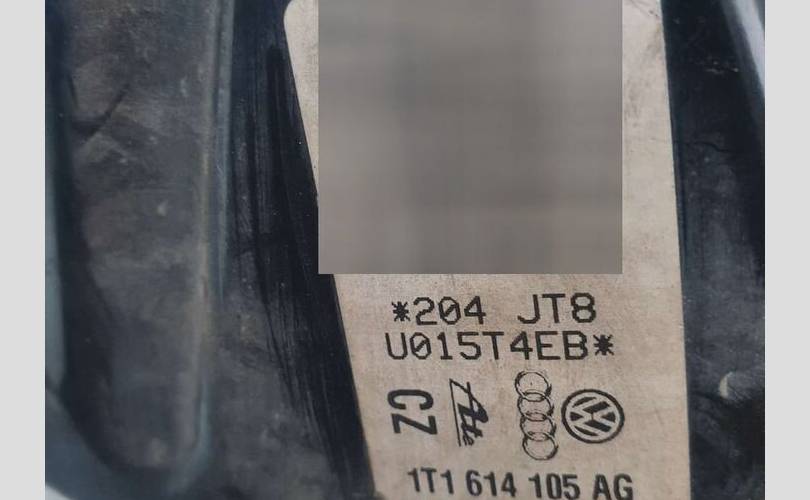 *204 JT8
U015T4EB*
CZ
Ate
1T1 614 105 AG